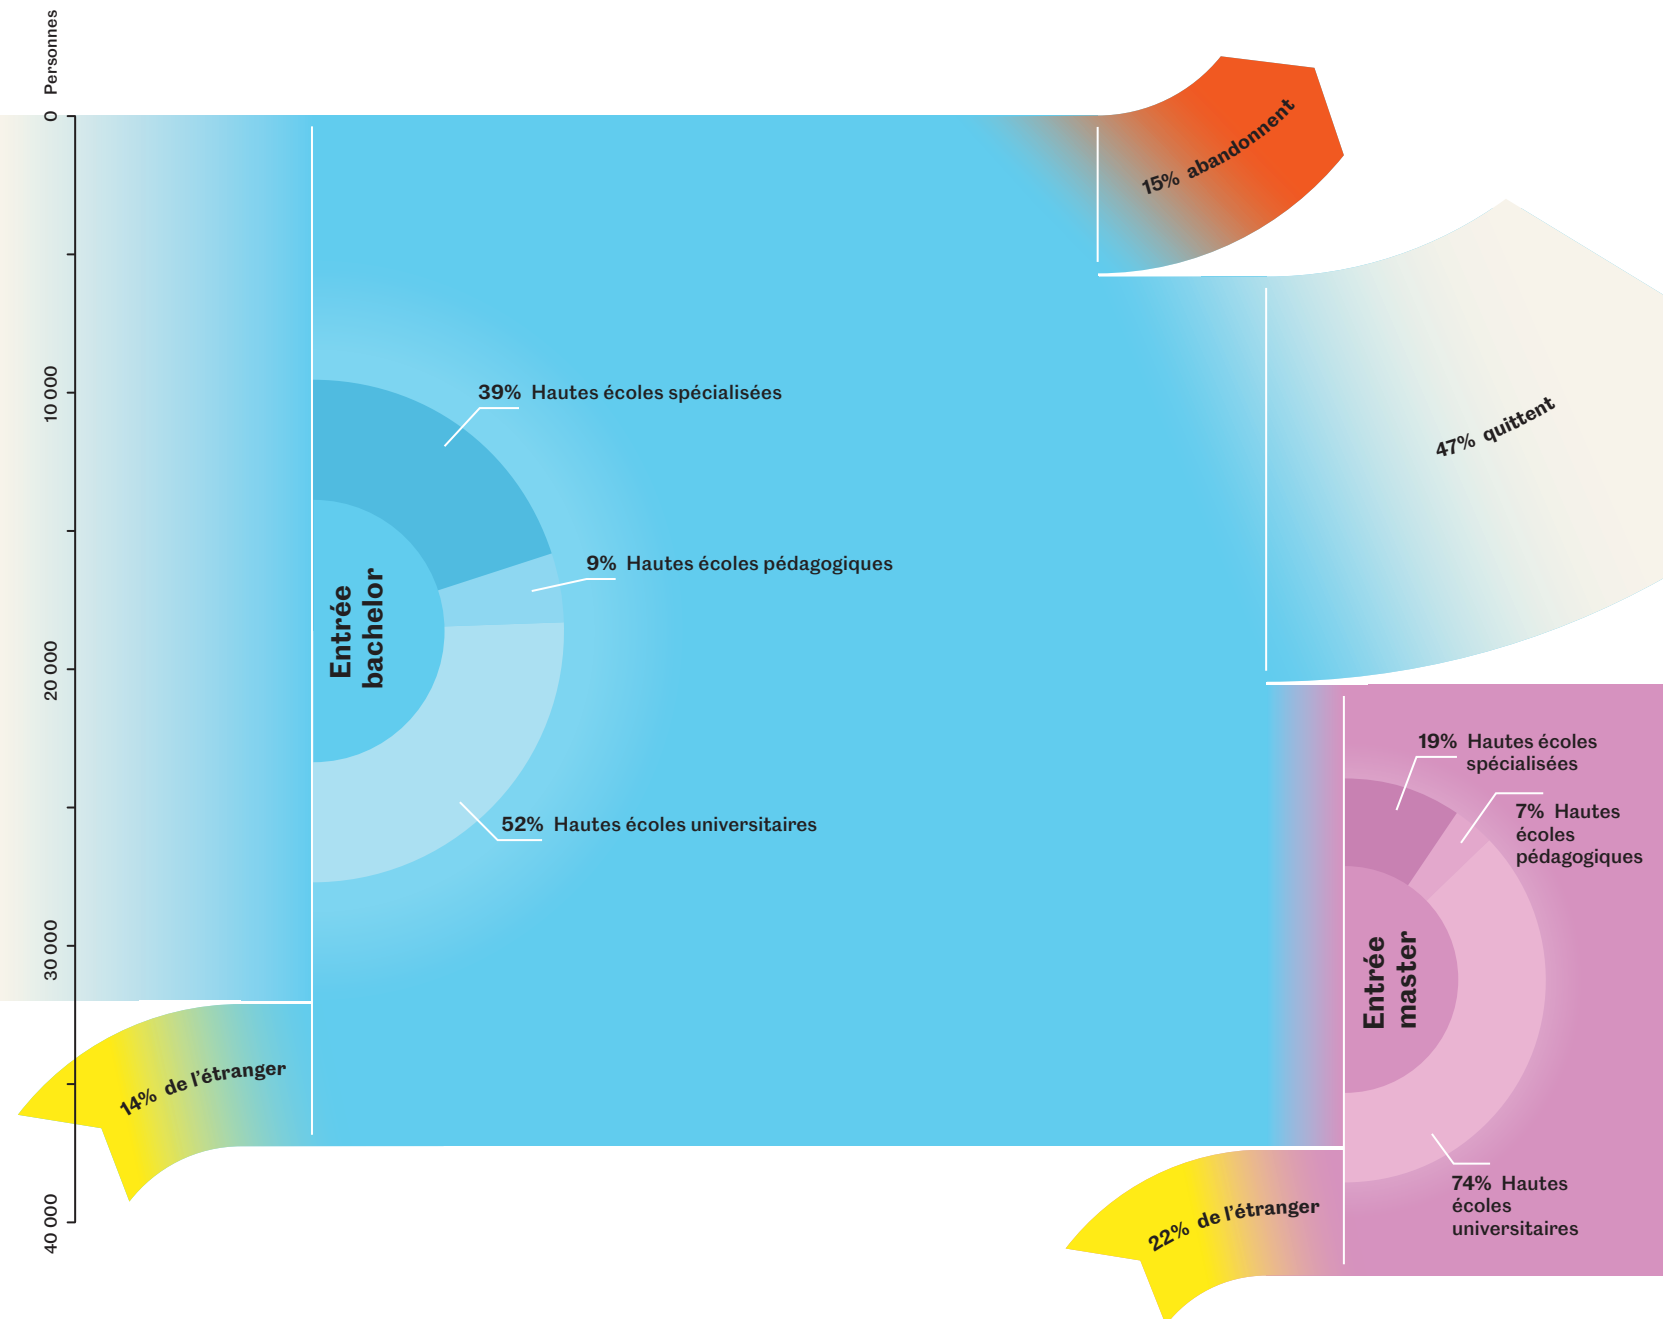 Personnes
0
10 000
20 000
30 000
40 000
15% abandonnent
47% quittent
39% Hautes écoles spécialisées
9% Hautes écoles pédagogiques
Entrée
bachelor
52% Hautes écoles universitaires
14% de l’étranger
19% Hautes écoles
spécialisées
7% Hautes
écoles
pédagogiques
Entrée
master
74% Hautes
écoles
universitaires
22% de l’étranger